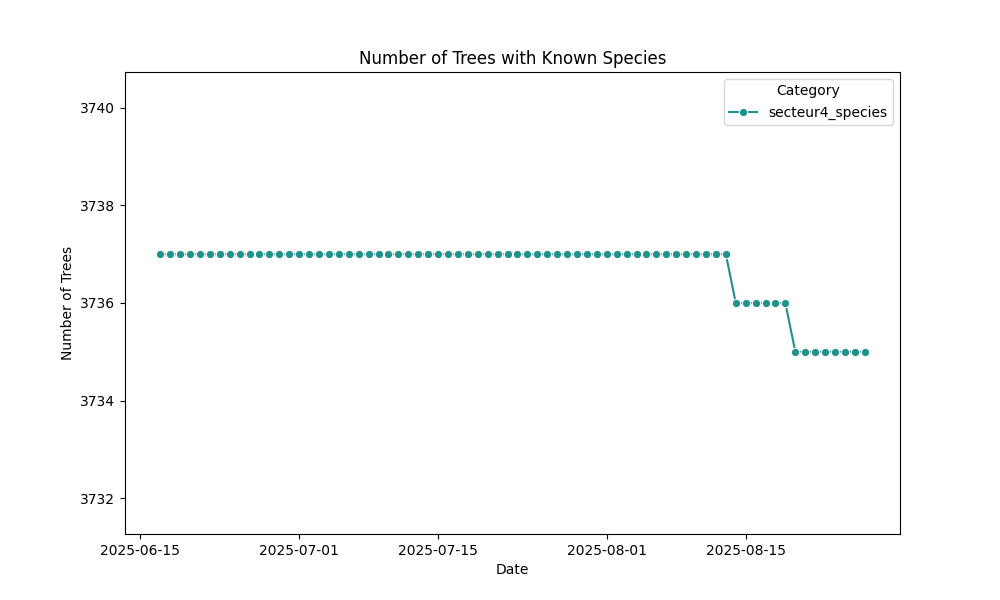 Number of Trees with Known Species
Category
secteur4_species
3740
3738
3736
3734
3732
Number of Trees
2025-06-15
2025-07-01
2025-07-15
2025-08-01
2025-08-15
Date